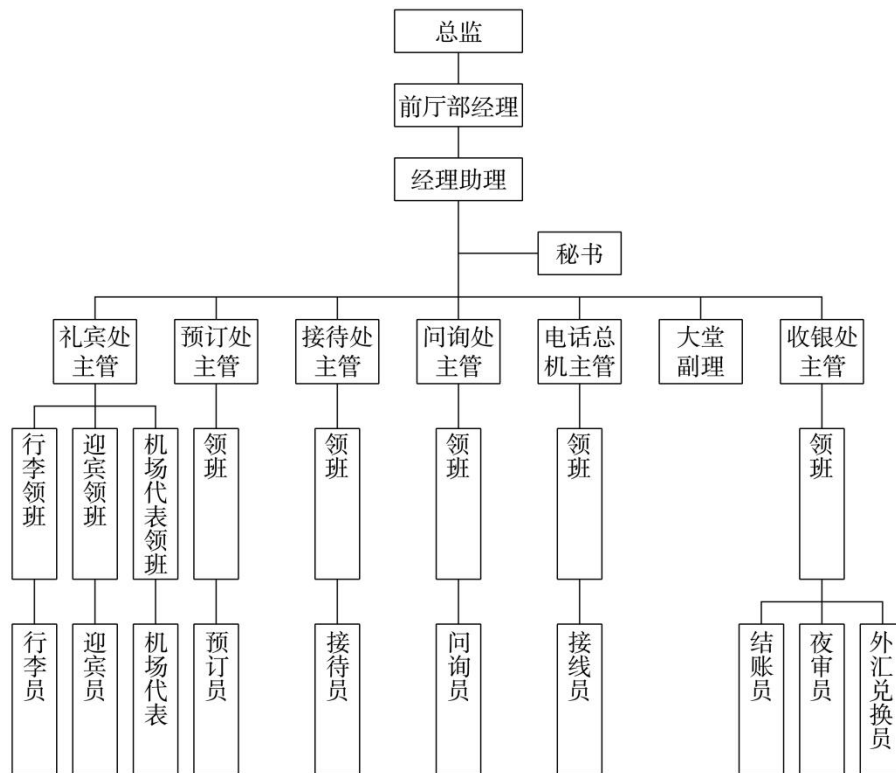 总监
前厅部经理
经理助理
秘书
礼宾处
主管
预订处
主管
接待处
主管
问询处
主管
电话总
机主管
大堂
副理
收银处
主管
行李领班
迎宾领班
机场代表领班
领班
领班
领班
领班
领班
行李员
迎宾员
机场代表
预订员
接待员
问询员
接线员
结账员
夜审员
外汇兑换员